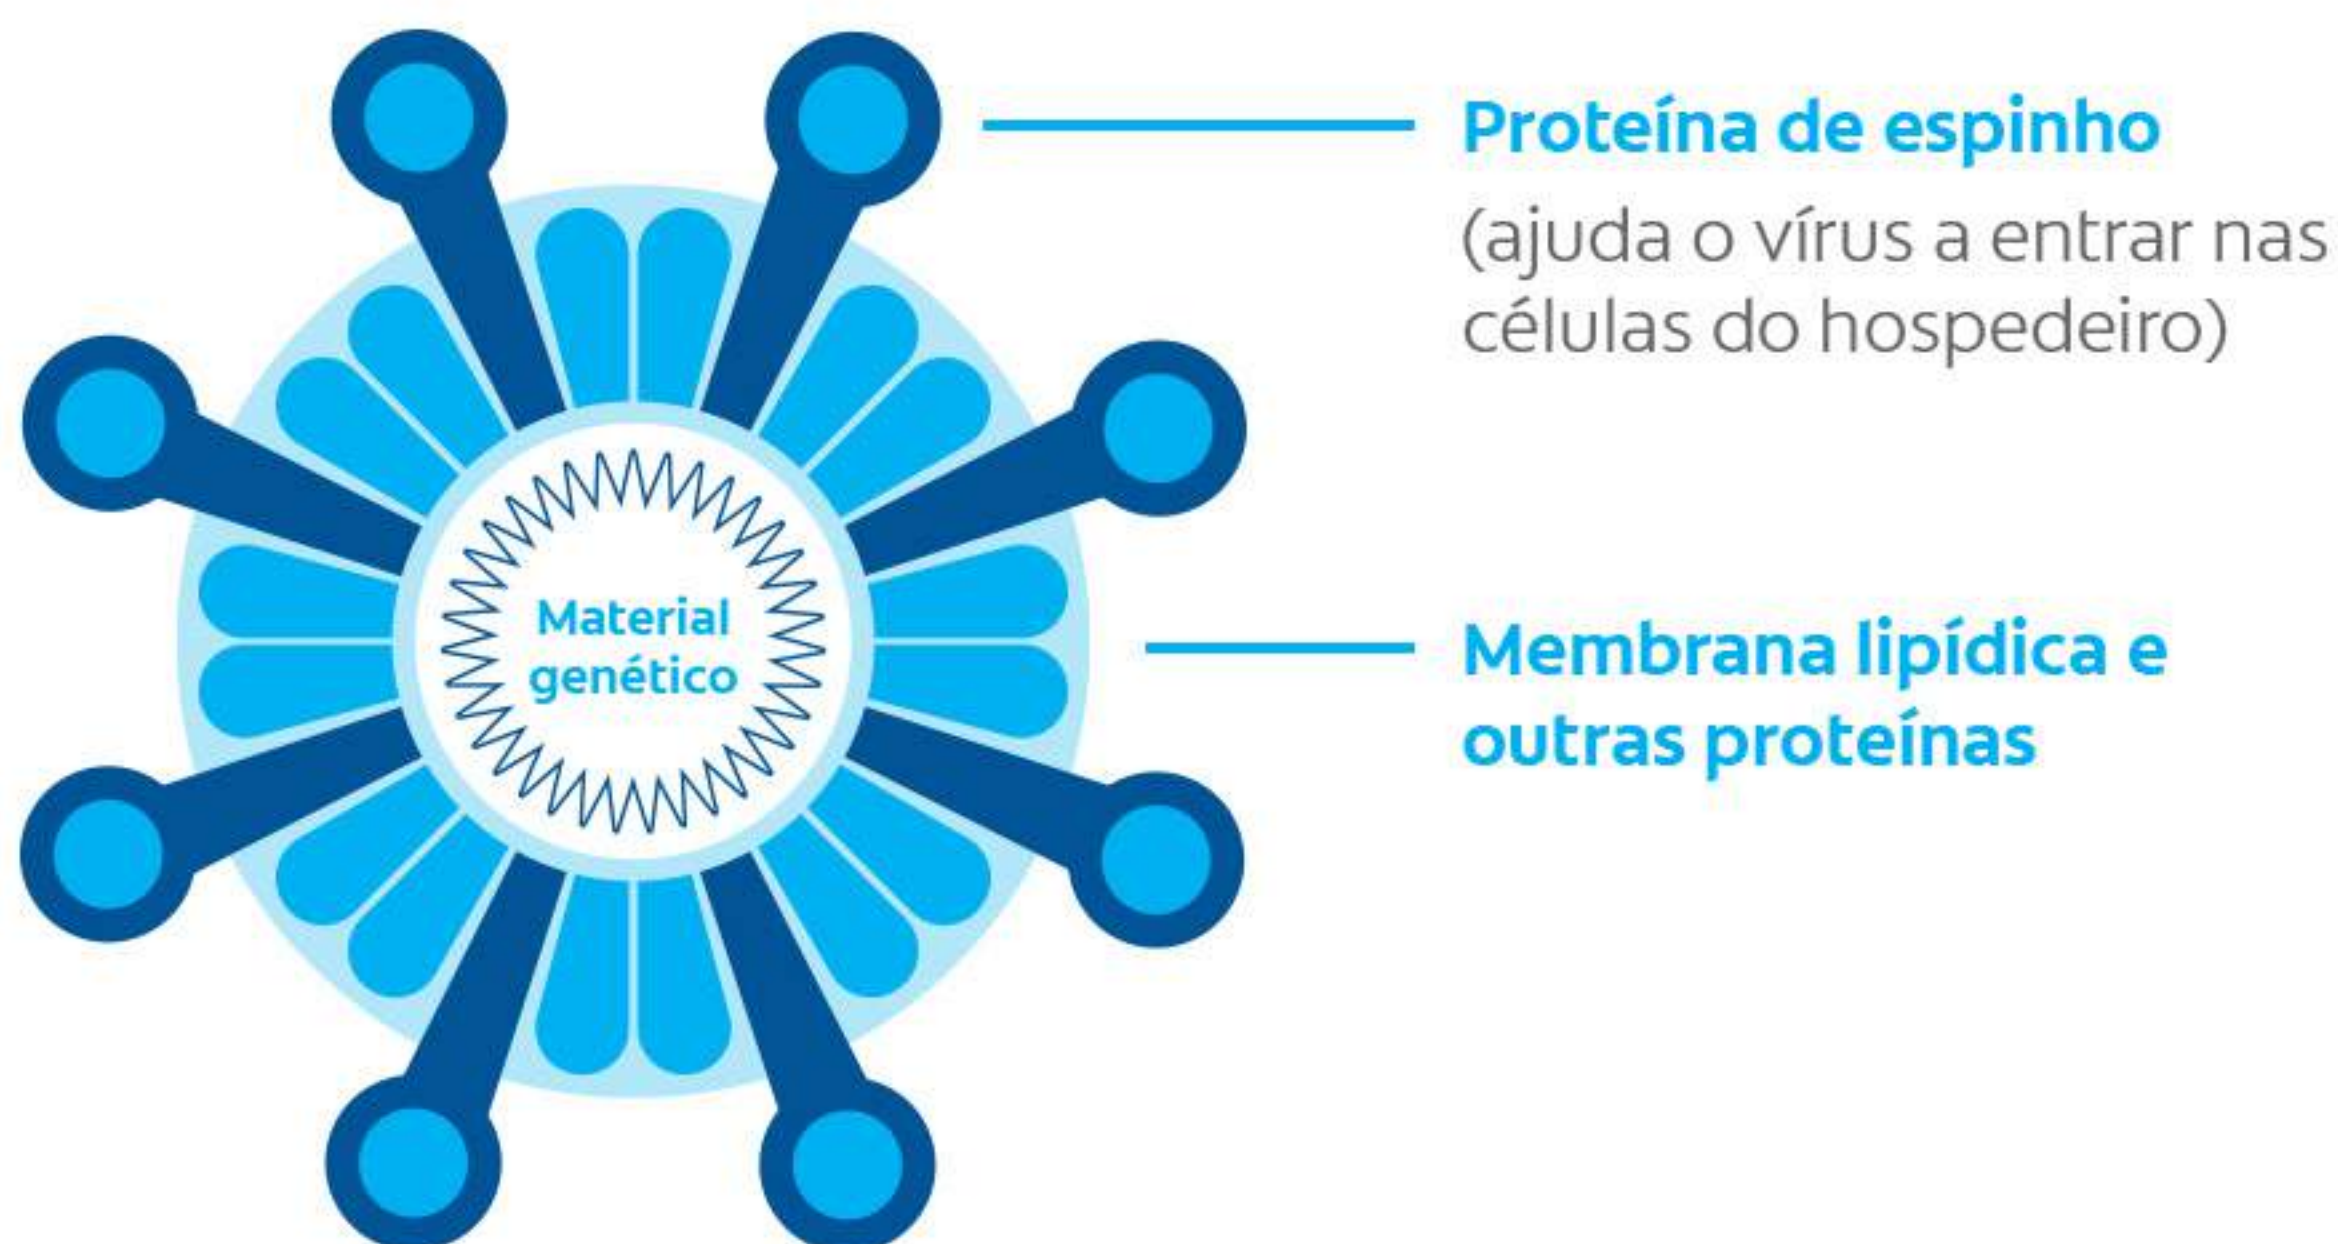 Proteína de espinho
(ajuda o vírus a entrar nas
células do hospedeiro)
Material
genético
Membrana lipídica e
outras proteínas